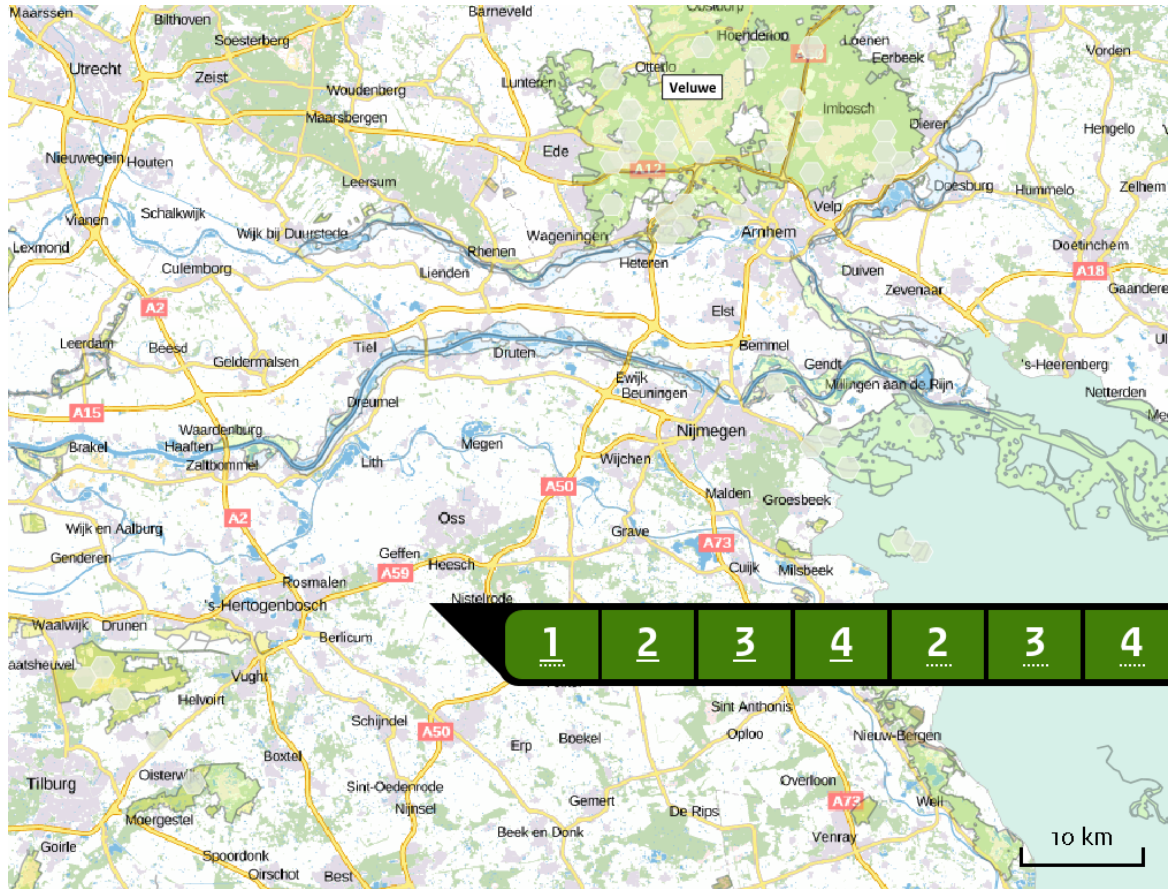 Maarssen
Bilthoven
Barneveld
Soesterberg
Hoenderloo
Loenen
Vorden
Utrecht
Zeist
Otterlo
Eerbeek
Veluwe
Lunteren
Woudenberg
Imbosch
Maarsbergen
Dieren
Hengelo
Nieuwegein
Houten
Ede
A12
Leersum
Doesburg
Hummelo
Zelhem
Schalkwijk
Velp
Vianen
Wijk bij Duurstede
Wageningen
Arnhem
Lexmond
Rhenen
Doetinchem
Culemborg
Lienden
Heteren
Duiven
A18
Zevenaar
Gaandere
A2
Elst
Leerdam
Beesd
Tiel
Druten
Bemmel
Geldermalsen
Gendt
's-Heerenberg
Ewijk
Millingen aan de Rijn
Beuningen
Netterden
Dreumel
A15
Waardenburg
Nijmegen
Brakel
Haaften
Megen
Zaltbommel
Lith
Wijchen
A50
Malden
Groesbeek
A2
Oss
Wijk en Aalburg
Grave
A73
Genderen
Geffen
Heesch
A59
Cuijk
Milsbeek
Rosmalen
Nistelrode
's-Hertogenbosch
Waalwijk
Drunen
Berlicum
1 2 3 4 2 3 4
aatsheuvel
Vught
Helvoirt
Sint Anthonis
Schijndel
A50
Oploo
Nieuw-Bergen
Erp
Boekel
Boxtel
Tilburg
Oisterwi
Sint-Oedenrode
Overloon
Gemert
Nijnsel
De Rips
A73
Well
Moergestel
Beek en Donk
Venray
10 km
Goirle
Spoordonk
Oirschot
Best